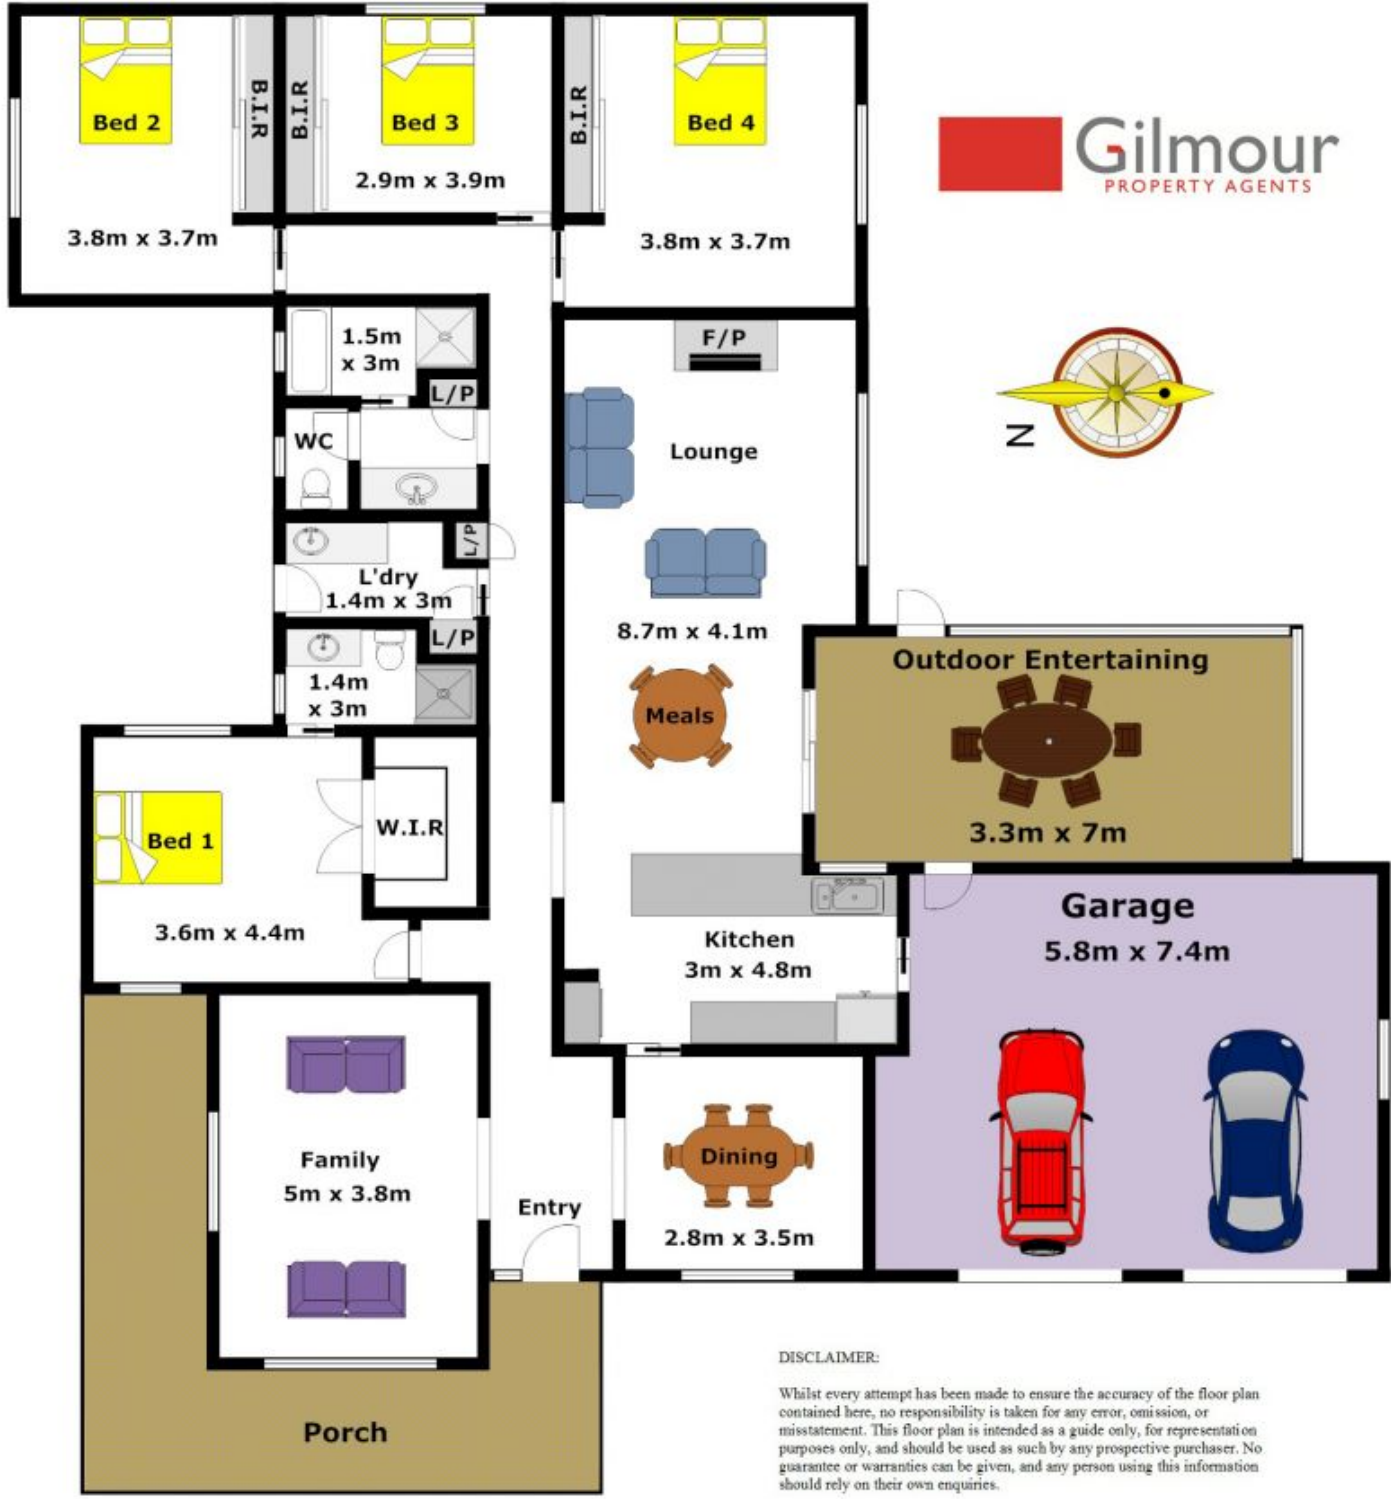 Bed 2
B.I.R
B.I.R
Bed 3
B.I.R
Bed 4
2.9m x 3.9m
3.8m x 3.7m
3.8m x 3.7m
Gilmour
PROPERTY AGENTS
1.5m
x 3m
L/P
F/P
WC
Lounge
N
L/P
L'dry
1.4m x 3m
L/P
8.7m x 4.1m
Outdoor Entertaining
1.4m
x 3m
Meals
3.3m x 7m
Bed 1
W.I.R
3.6m x 4.4m
Kitchen
3m x 4.8m
Garage
5.8m x 7.4m
Family
5m x 3.8m
Entry
Dining
2.8m x 3.5m
Porch
DISCLAIMER:
Whilst every attempt has been made to ensure the accuracy of the floor plan
contained here, no responsibility is taken for any error, omission, or
misstatement. This floor plan is intended as a guide only, for representation
purposes only, and should be used as such by any prospective purchaser. No
guarantee or warranties can be given, and any person using this information
should rely on their own enquiries.